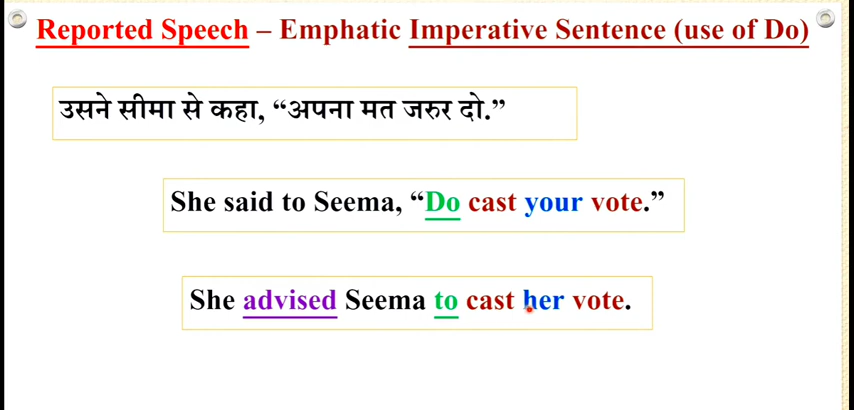 Reported Speech – Emphatic Imperative Sentence (use of Do)
उसने सीमा से कहा, “अपना मत जरुर दो.”
She said to Seema, “Do cast your vote.”
She advised Seema to cast her vote.